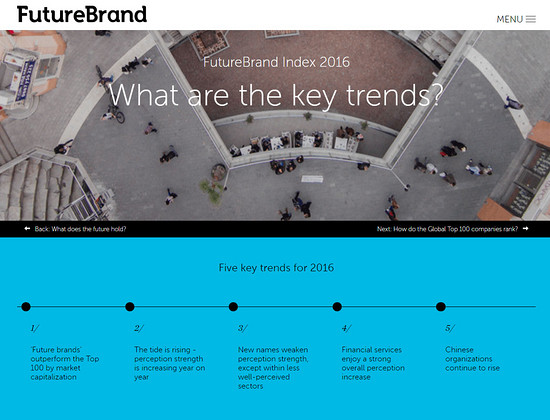 FutureBrand
MENU
FutureBrand Index 2016
What are the key trends?
Back: What does the future hold?
Next: How do the Global Top 100 companies rank?
Five key trends for 2016
1/
'Future brands'
outperform the Top
100 by market
capitalization
2/
The tide is rising -
perception strength
is increasing year on
year
3/
New names weaken
perception strength,
except within less
well-perceived
sectors
4/
Financial services
enjoy a strong
overall perception
increase
5/
Chinese
organizations
continue to rise